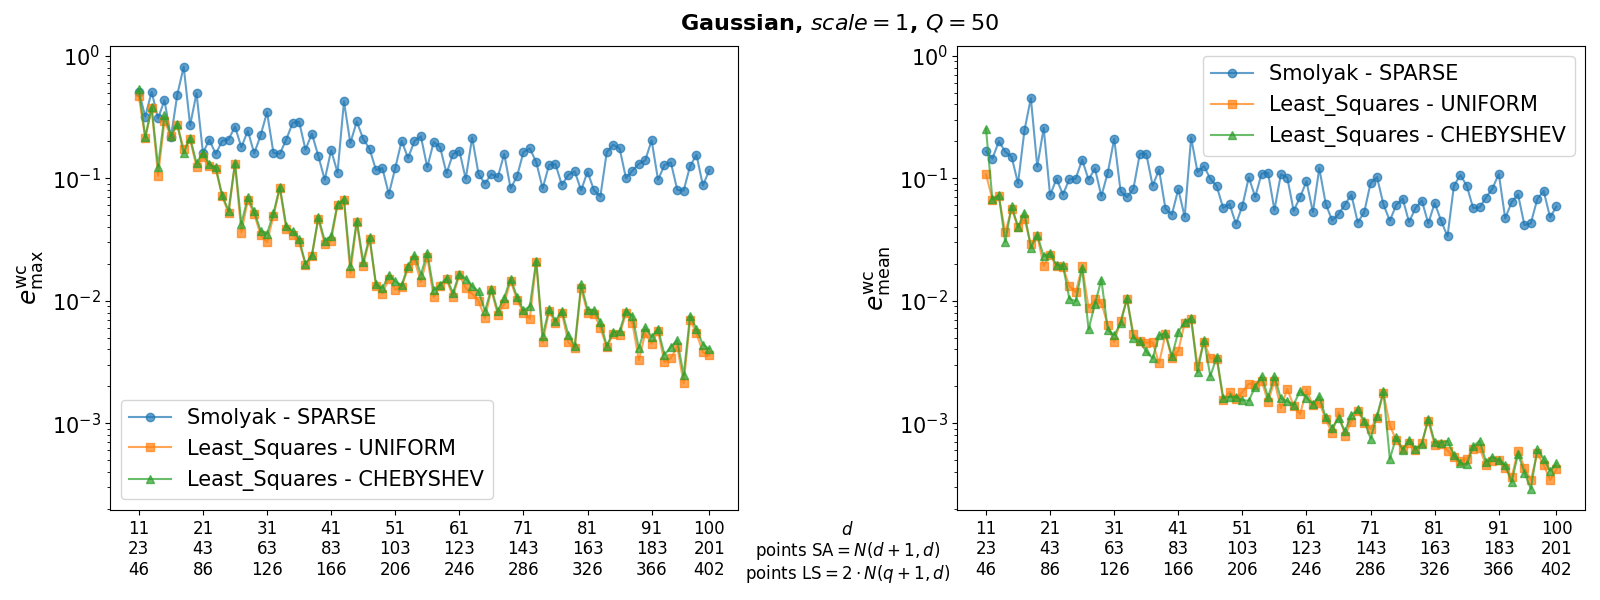 Gaussian, scale = 1, Q = 50
10⁰
10⁻¹
10⁻²
10⁻³
e^wc_max
Smolyak - SPARSE
Least_Squares - UNIFORM
Least_Squares - CHEBYSHEV
11 21 31 41 51 61 71 81 91 100
23 43 63 83 103 123 143 163 183 201
46 86 126 166 206 246 286 326 366 402
d
points SA = N(d + 1, d)
points LS = 2 · N(q + 1, d)
10⁰
10⁻¹
10⁻²
10⁻³
e^wc_mean
Smolyak - SPARSE
Least_Squares - UNIFORM
Least_Squares - CHEBYSHEV
11 21 31 41 51 61 71 81 91 100
23 43 63 83 103 123 143 163 183 201
46 86 126 166 206 246 286 326 366 402